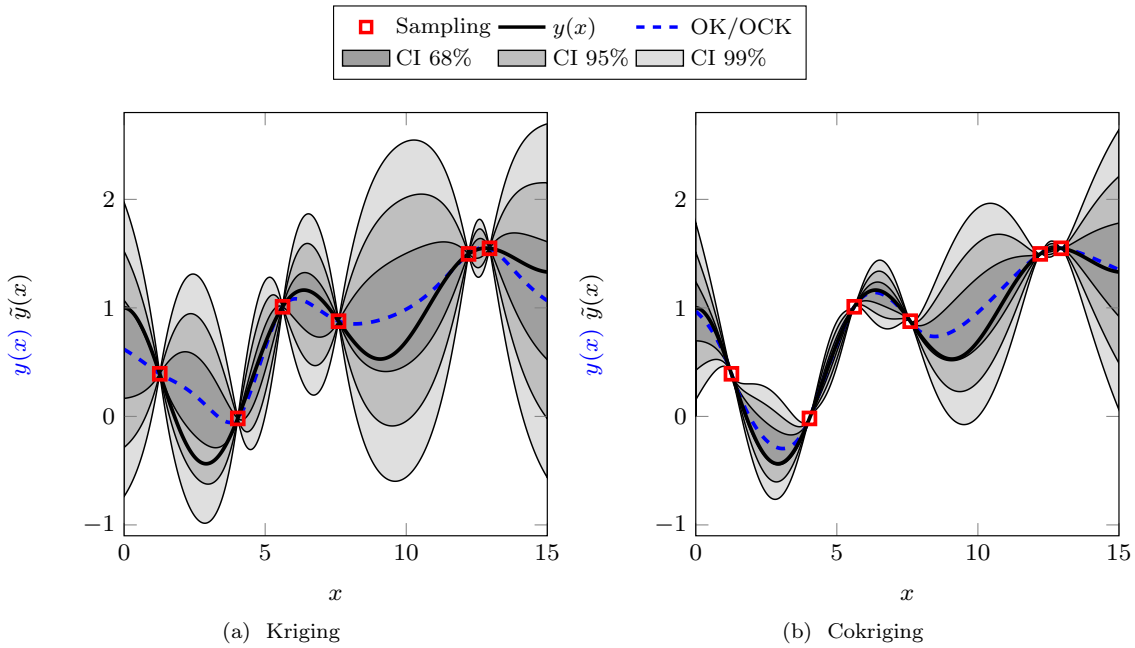 Sampling y(x) OK/OCK
CI 68% CI 95% CI 99%
2
1
0
−1
0 5 10 15
x
y(x) ỹ(x)
(a) Kriging
2
1
0
−1
0 5 10 15
x
y(x) ỹ(x)
(b) Cokriging